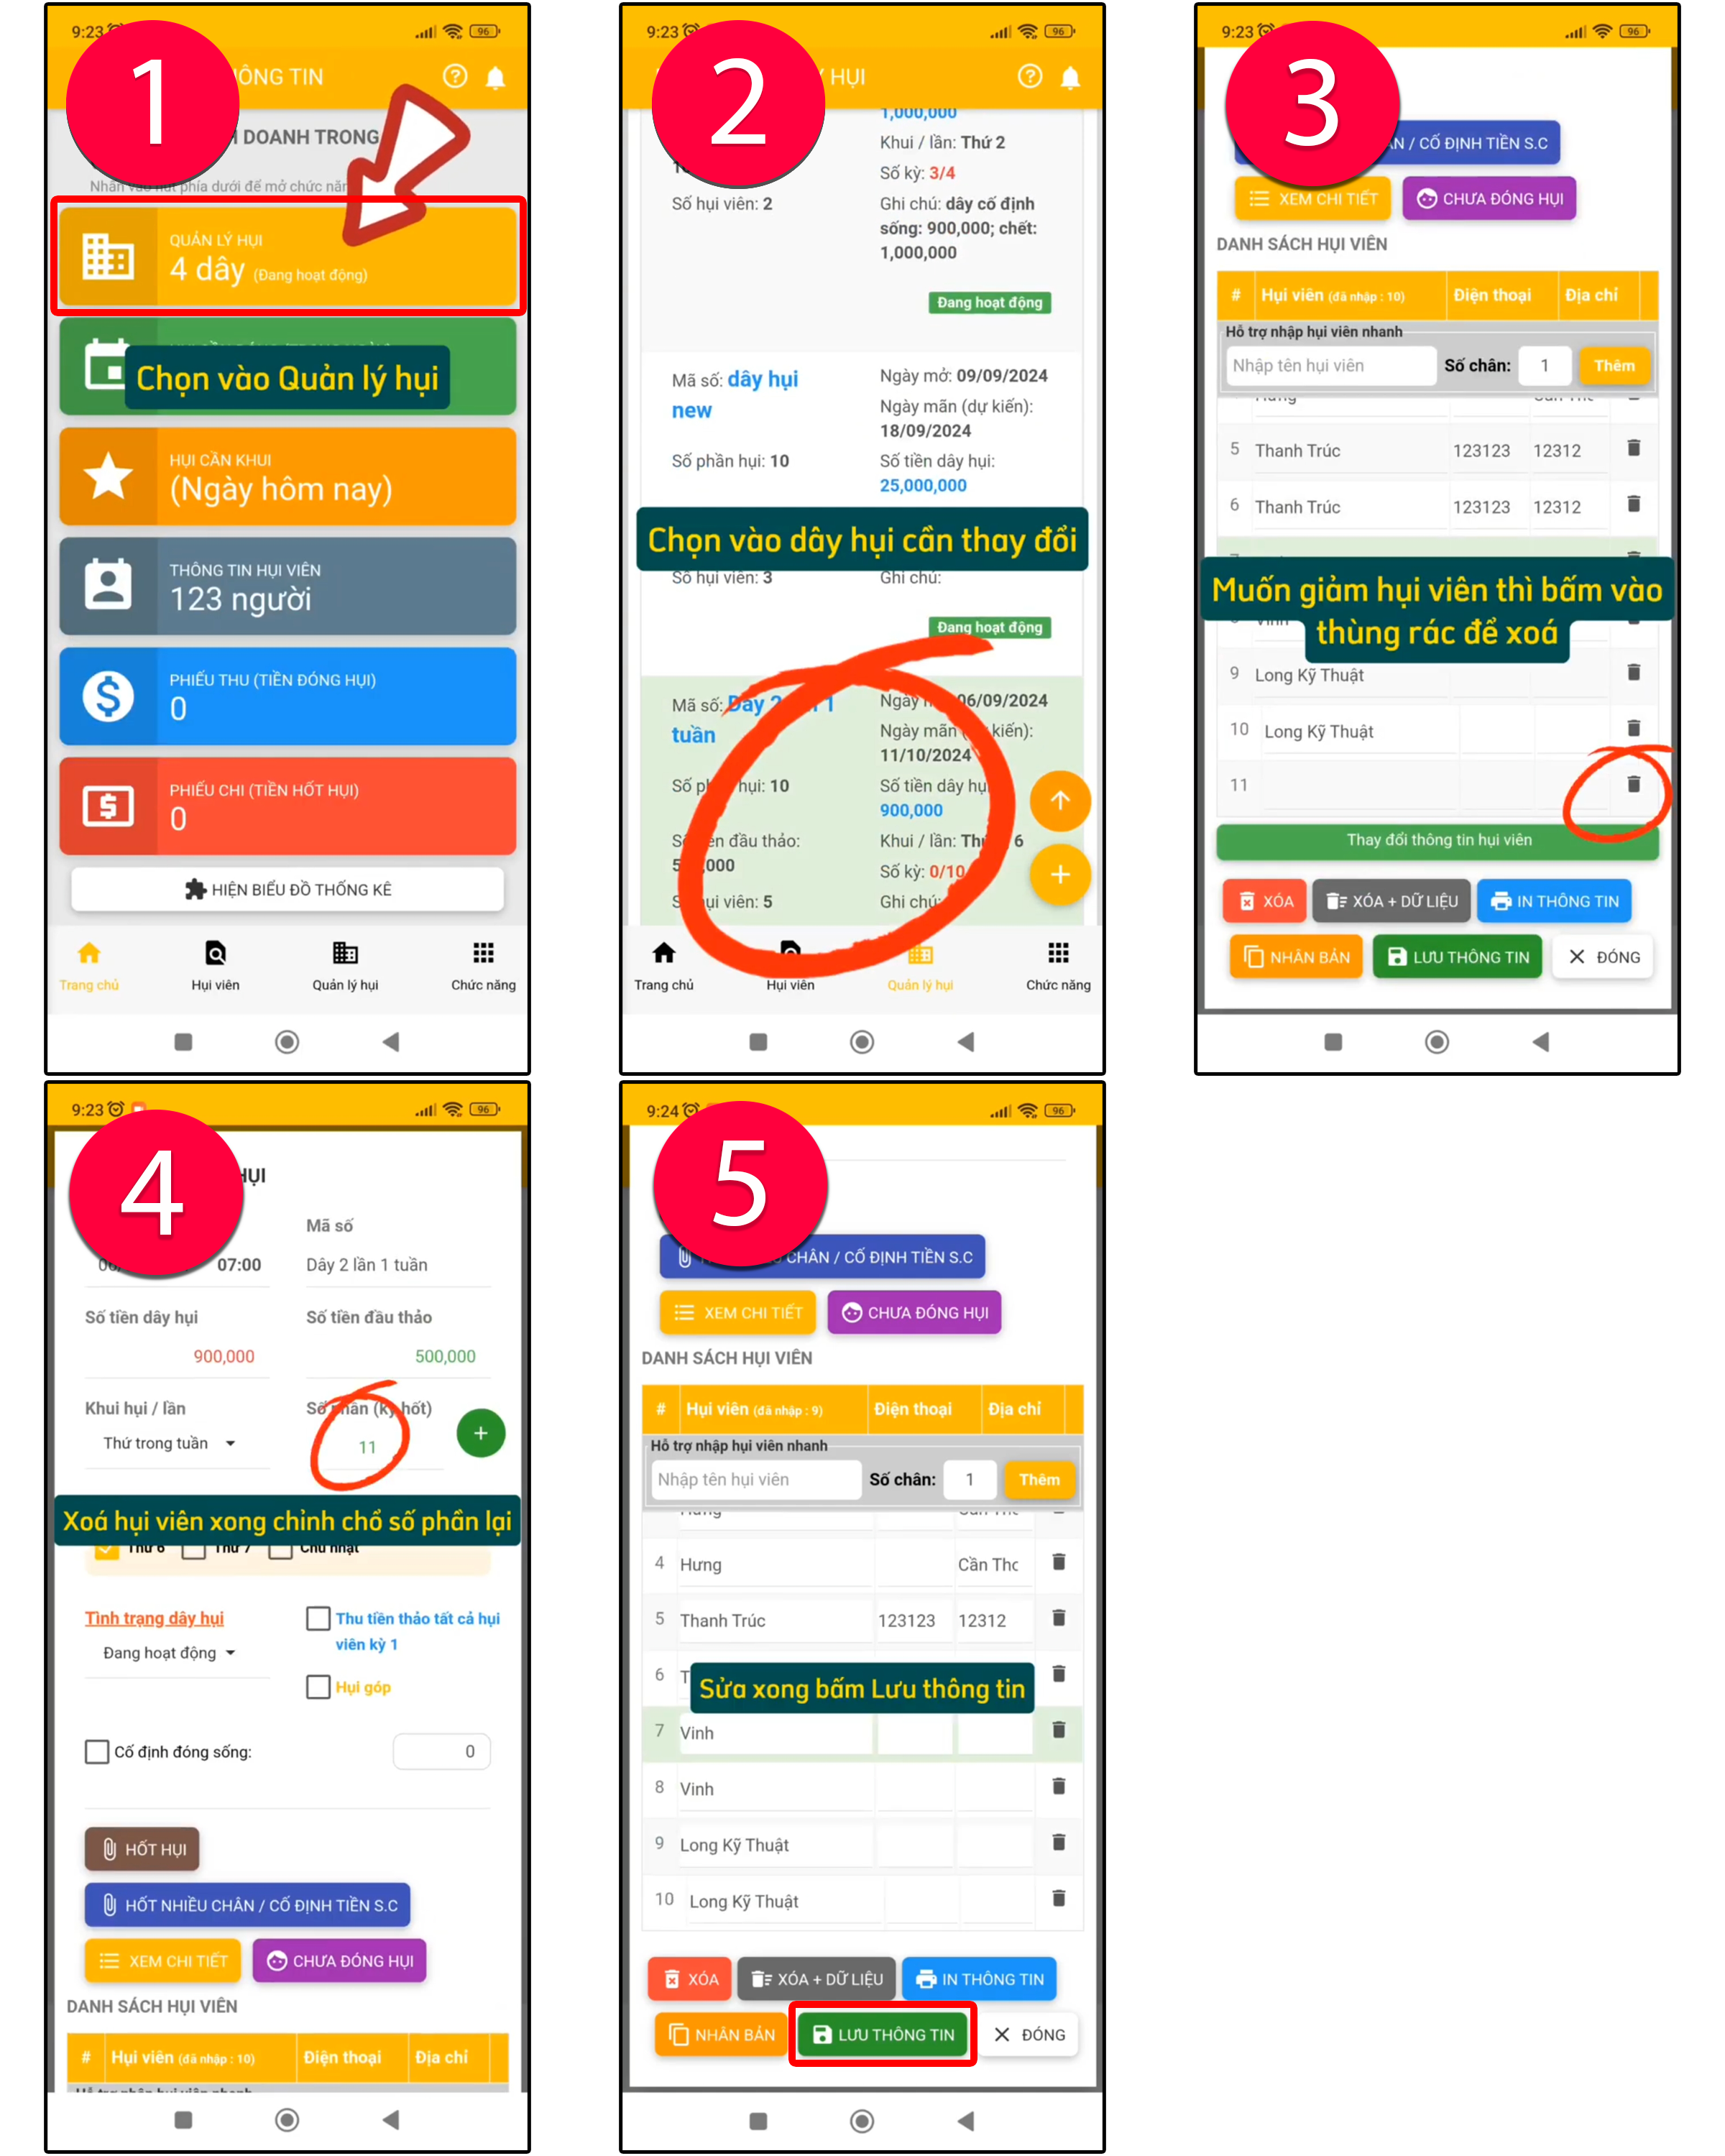 1
9:23
96
ÔNG TIN
DOANH TRONG
Nhấn vào nút phía dưới để mở chức năn
QUẢN LÝ HỤI
4 dây (Đang hoạt động)
Chọn vào Quản lý hụi
HỤI CẦN KHUI
(Ngày hôm nay)
THÔNG TIN HỤI VIÊN
123 người
PHIẾU THU (TIỀN ĐÓNG HỤI)
0
PHIẾU CHI (TIỀN HỐT HỤI)
0
HIỆN BIỂU ĐỒ THỐNG KÊ
Trang chủ
Hụi viên
Quản lý hụi
Chức năng
2
9:23
96
HỤI
1,000,000
Khui / lần: Thứ 2
Số kỳ: 3/4
Số hụi viên: 2
Ghi chú: dây cố định
sống: 900,000; chết:
1,000,000
Đang hoạt động
Mã số: dây hụi
new
Ngày mở: 09/09/2024
Ngày mãn (dự kiến):
18/09/2024
Số phần hụi: 10
Số tiền dây hụi:
25,000,000
Chọn vào dây hụi cần thay đổi
Số hụi viên: 3
Ghi chú:
Đang hoạt động
Mã số: Dây 2 1
tuần
Ngày 06/09/2024
Ngày mãn kiến):
11/10/2024
Số hụi: 10
Số tiền dây hụi
900,000
đầu thảo:
000
Khui / lần: Thứ 6
Số kỳ: 0/10
Số hụi viên: 5
Ghi chú:
Trang chủ
Hụi viên
Quản lý hụi
Chức năng
3
9:23
96
N / CỐ ĐỊNH TIỀN S.C
XEM CHI TIẾT
CHƯA ĐÓNG HỤI
DANH SÁCH HỤI VIÊN
# Hụi viên (đã nhập : 10) Điện thoại Địa chỉ
Hỗ trợ nhập hụi viên nhanh
Nhập tên hụi viên Số chân: 1 Thêm
Hưng
5 Thanh Trúc 123123 12312
6 Thanh Trúc 123123 12312
Muốn giảm hụi viên thì bấm vào
thùng rác để xoá
Vinh
9 Long Kỹ Thuật
10 Long Kỹ Thuật
11
Thay đổi thông tin hụi viên
XÓA
XÓA + DỮ LIỆU
IN THÔNG TIN
NHÂN BẢN
LƯU THÔNG TIN
ĐÓNG
4
9:23
96
HỤI
Mã số
07:00
Dây 2 lần 1 tuần
Số tiền dây hụi
Số tiền đầu thảo
900,000
500,000
Khui hụi / lần
Số phần (kỳ hốt)
Thứ trong tuần
11
Xoá hụi viên xong chỉnh chổ số phần lại
Thứ 6 Thứ 7 Chủ nhật
Tình trạng dây hụi
Đang hoạt động
Thu tiền thảo tất cả hụi
viên kỳ 1
Hụi góp
Cố định đóng sống: 0
HỐT HỤI
HỐT NHIỀU CHÂN / CỐ ĐỊNH TIỀN S.C
XEM CHI TIẾT
CHƯA ĐÓNG HỤI
DANH SÁCH HỤI VIÊN
# Hụi viên (đã nhập : 10) Điện thoại Địa chỉ
Hỗ trợ nhập hụi viên nhanh
5
9:24
96
CHÂN / CỐ ĐỊNH TIỀN S.C
XEM CHI TIẾT
CHƯA ĐÓNG HỤI
DANH SÁCH HỤI VIÊN
# Hụi viên (đã nhập : 9) Điện thoại Địa chỉ
Hỗ trợ nhập hụi viên nhanh
Nhập tên hụi viên Số chân: 1 Thêm
Hưng
4 Hưng Cần Thơ
5 Thanh Trúc 123123 12312
6 T
Sửa xong bấm Lưu thông tin
7 Vinh
8 Vinh
9 Long Kỹ Thuật
10 Long Kỹ Thuật
XÓA
XÓA + DỮ LIỆU
IN THÔNG TIN
NHÂN BẢN
LƯU THÔNG TIN
ĐÓNG